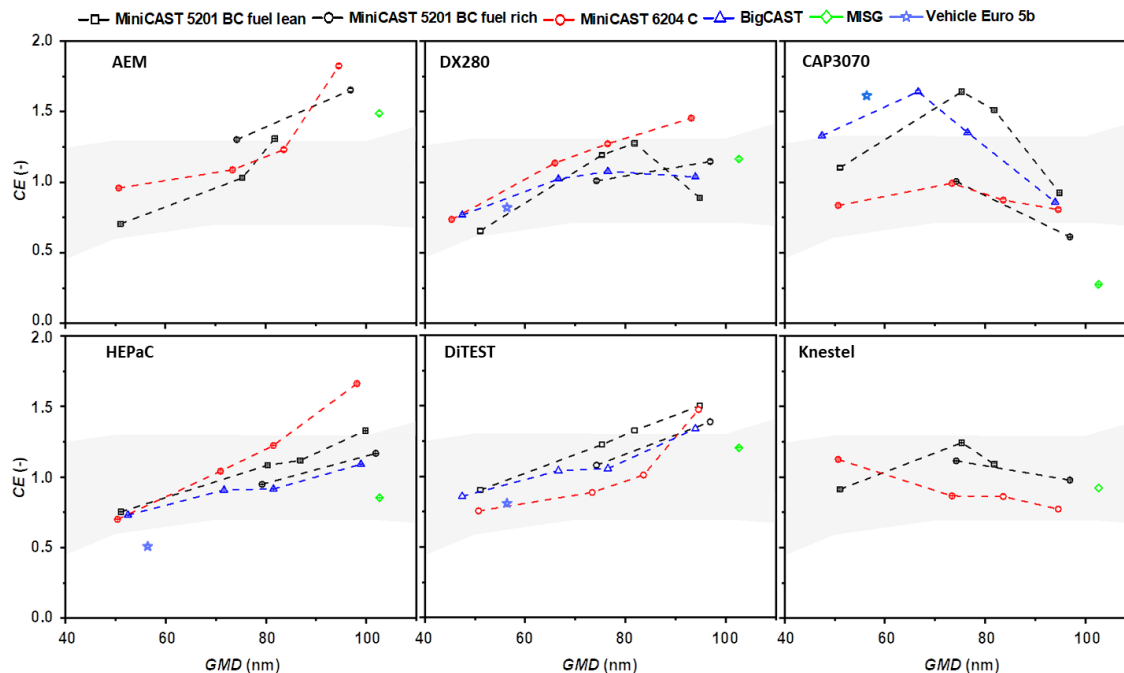 MiniCAST 5201 BC fuel lean MiniCAST 5201 BC fuel rich MiniCAST 6204 C BigCAST MISG Vehicle Euro 5b
AEM DX280 CAP3070
2.0
1.5
1.0
0.5
0.0
CE (-)
HEPaC DiTEST Knestel
2.0
1.5
1.0
0.5
0.0
CE (-)
40 60 80 100 40 60 80 100 40 60 80 100
GMD (nm) GMD (nm) GMD (nm)